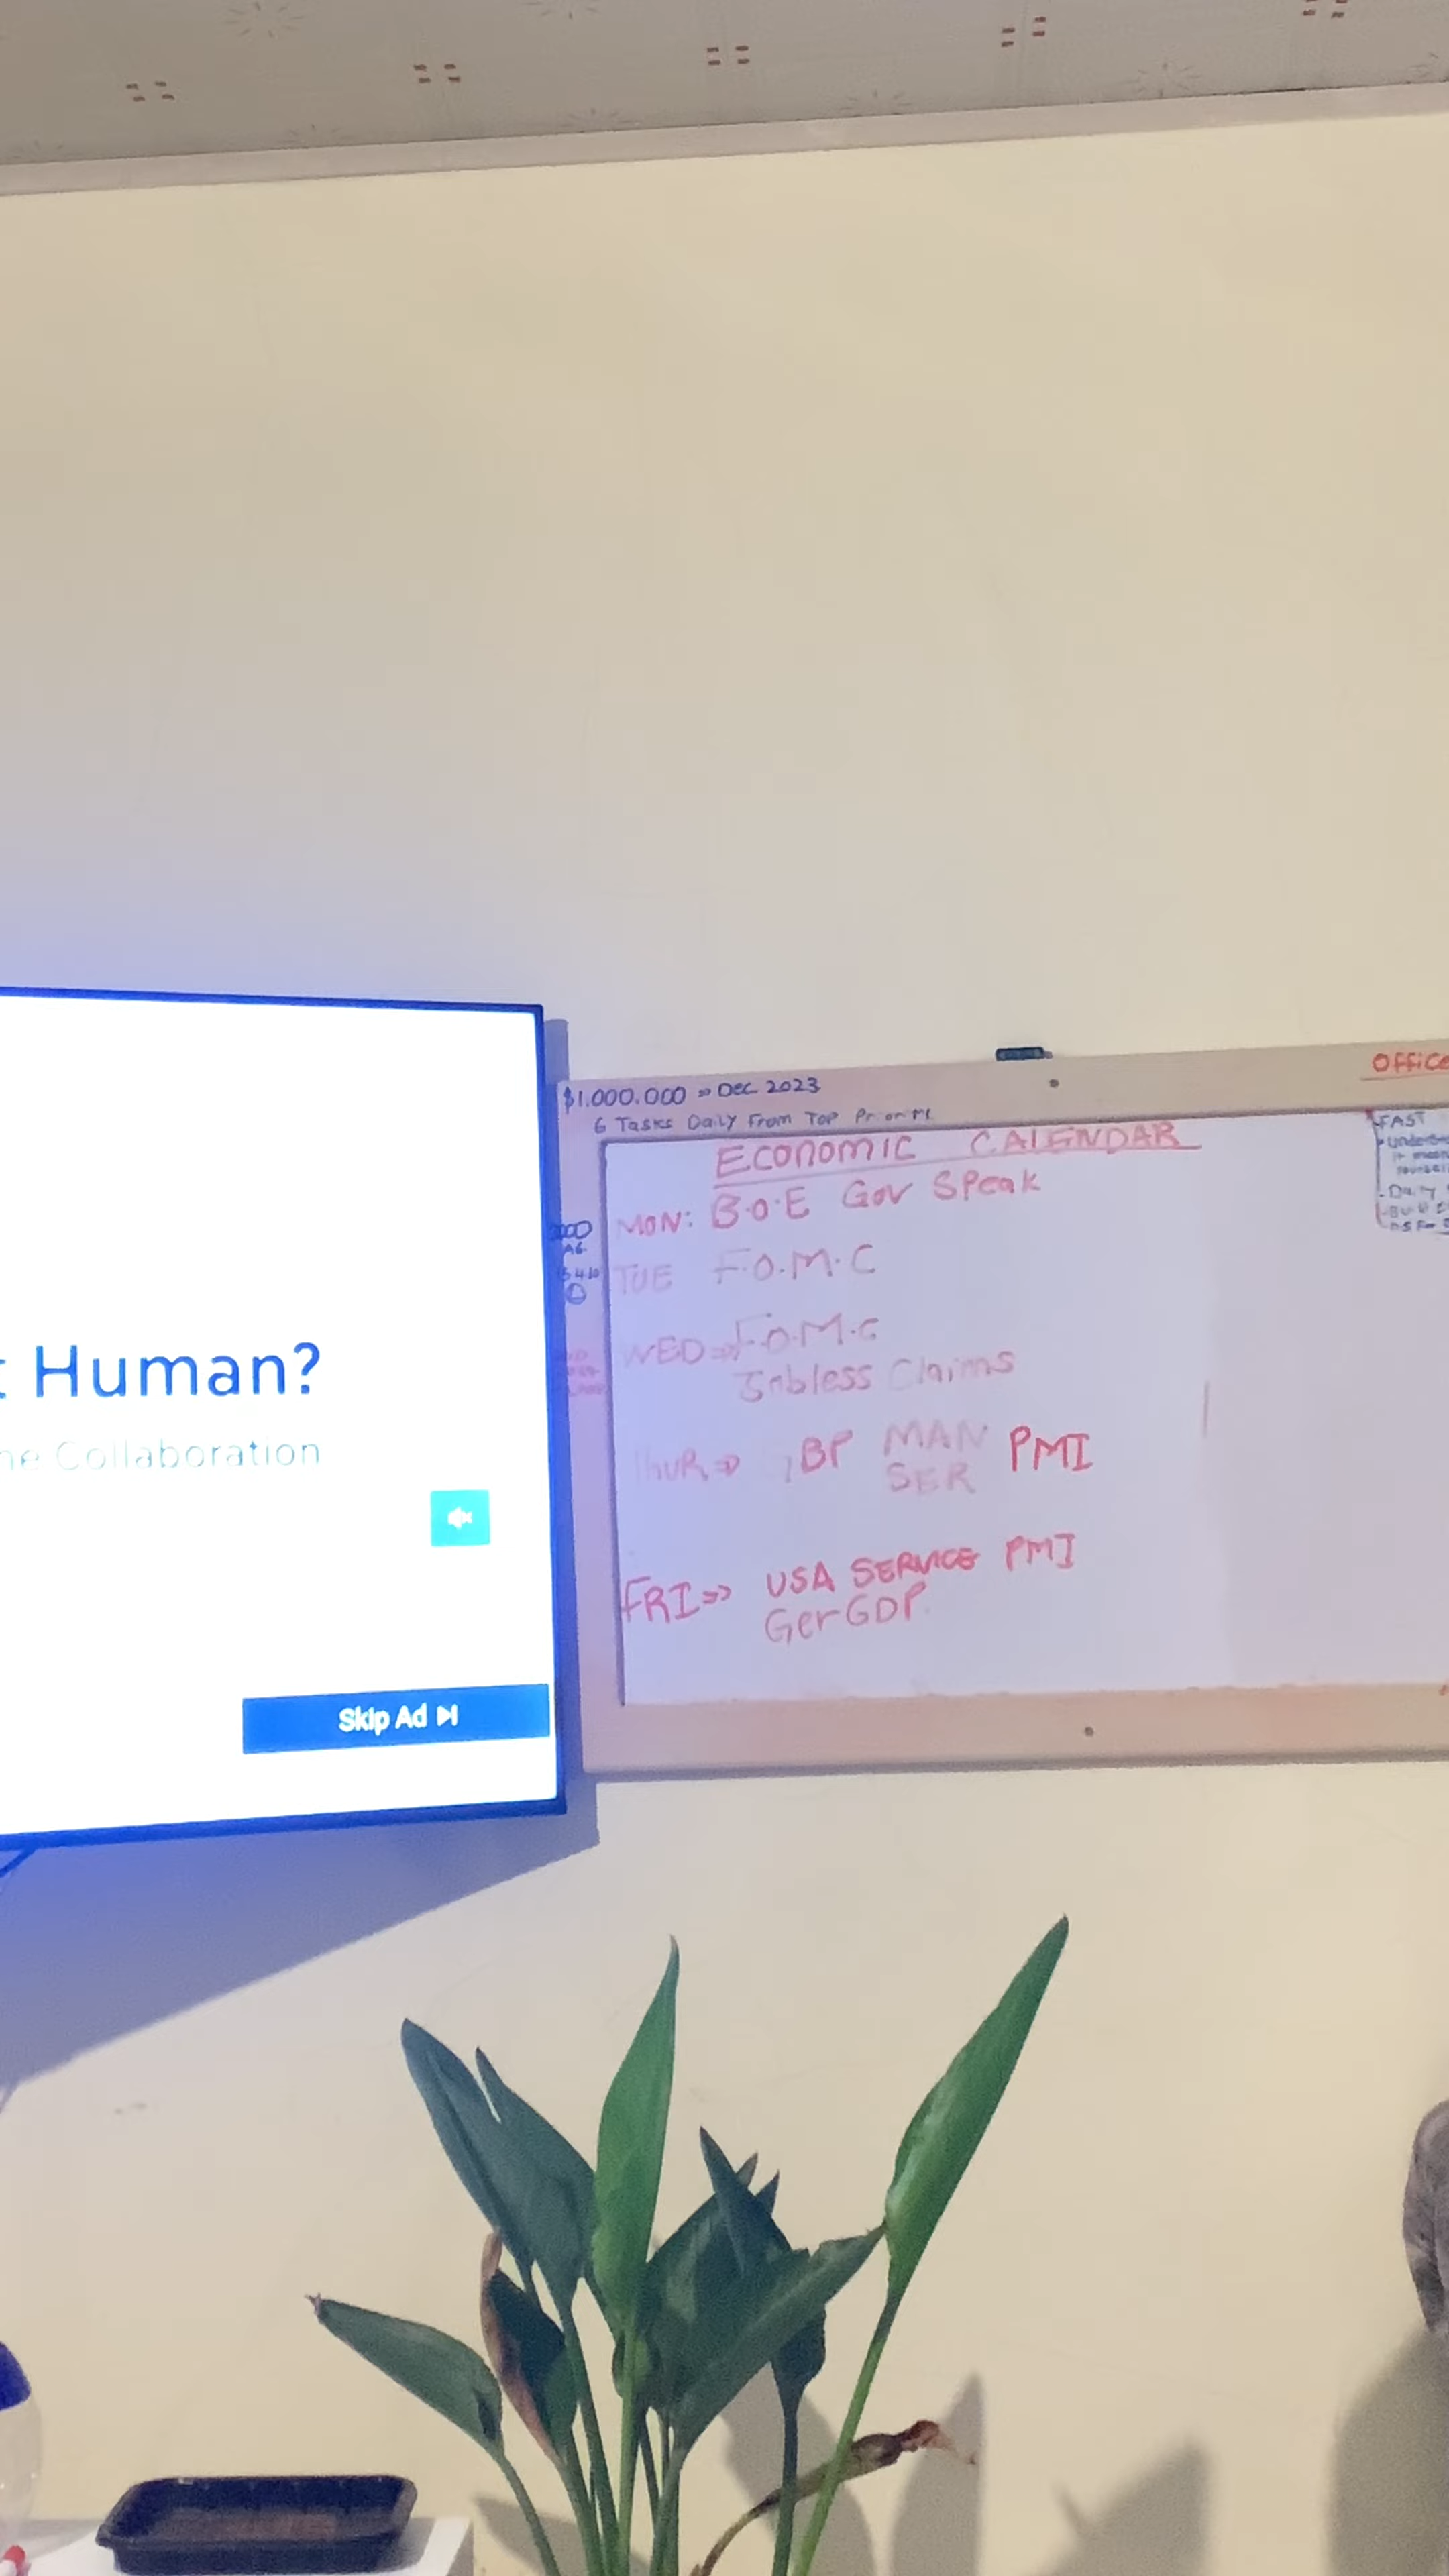 Human?
Collaboration
Skip Ad
$1.000.000 => Dec 2023
6 Tasks Daily From Top
ECONOMIC CALENDAR
MON: B.O.E Gov Speak
TUE F.O.M.C
WED => F.O.M.C
Jobless Claims
THUR => BP MAN PMI
SER
FRI => USA SERVICE PMI
Ger GDP
FAST
Daily